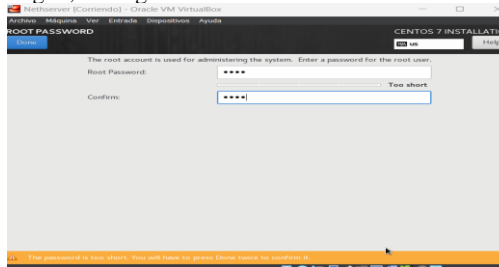 Nethserver [Corriendo] - Oracle VM VirtualBox
Archivo Máquina Ver Entrada Dispositivos Ayuda
ROOT PASSWORD
CENTOS 7 INSTALLATI
Done
us
Help
The root account is used for administering the system. Enter a password for the root user.
Root Password:
••••
Too short
Confirm:
••••
The password is too short. You will have to press Done twice to confirm it.